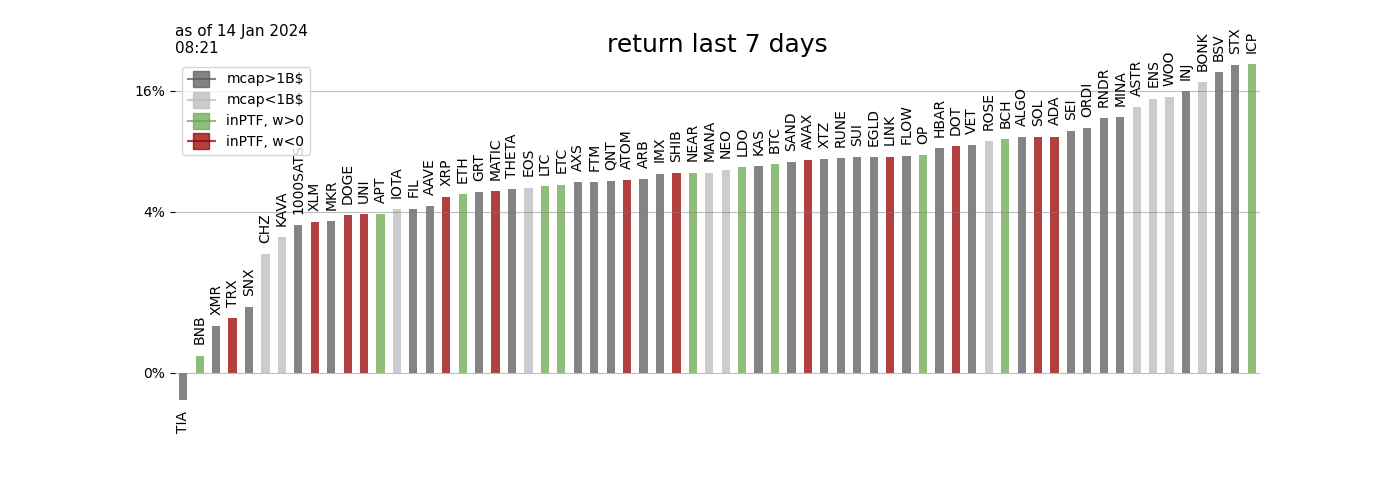 as of 14 Jan 2024
08:21
return last 7 days
mcap>1B$
mcap<1B$
inPTF, w>0
inPTF, w<0
16%
4%
0%
TIA
BNB
XMR
TRX
SNX
CHZ
KAVA
1000SATS
XLM
MKR
DOGE
UNI
APT
IOTA
FIL
AAVE
XRP
ETH
GRT
MATIC
THETA
EOS
LTC
ETC
AXS
FTM
QNT
ATOM
ARB
IMX
SHIB
NEAR
MANA
NEO
LDO
KAS
BTC
SAND
AVAX
XTZ
RUNE
SUI
EGLD
LINK
FLOW
OP
HBAR
DOT
VET
ROSE
BCH
ALGO
SOL
ADA
SEI
ORDI
RNDR
MINA
ASTR
ENS
WOO
INJ
BONK
BSV
STX
ICP